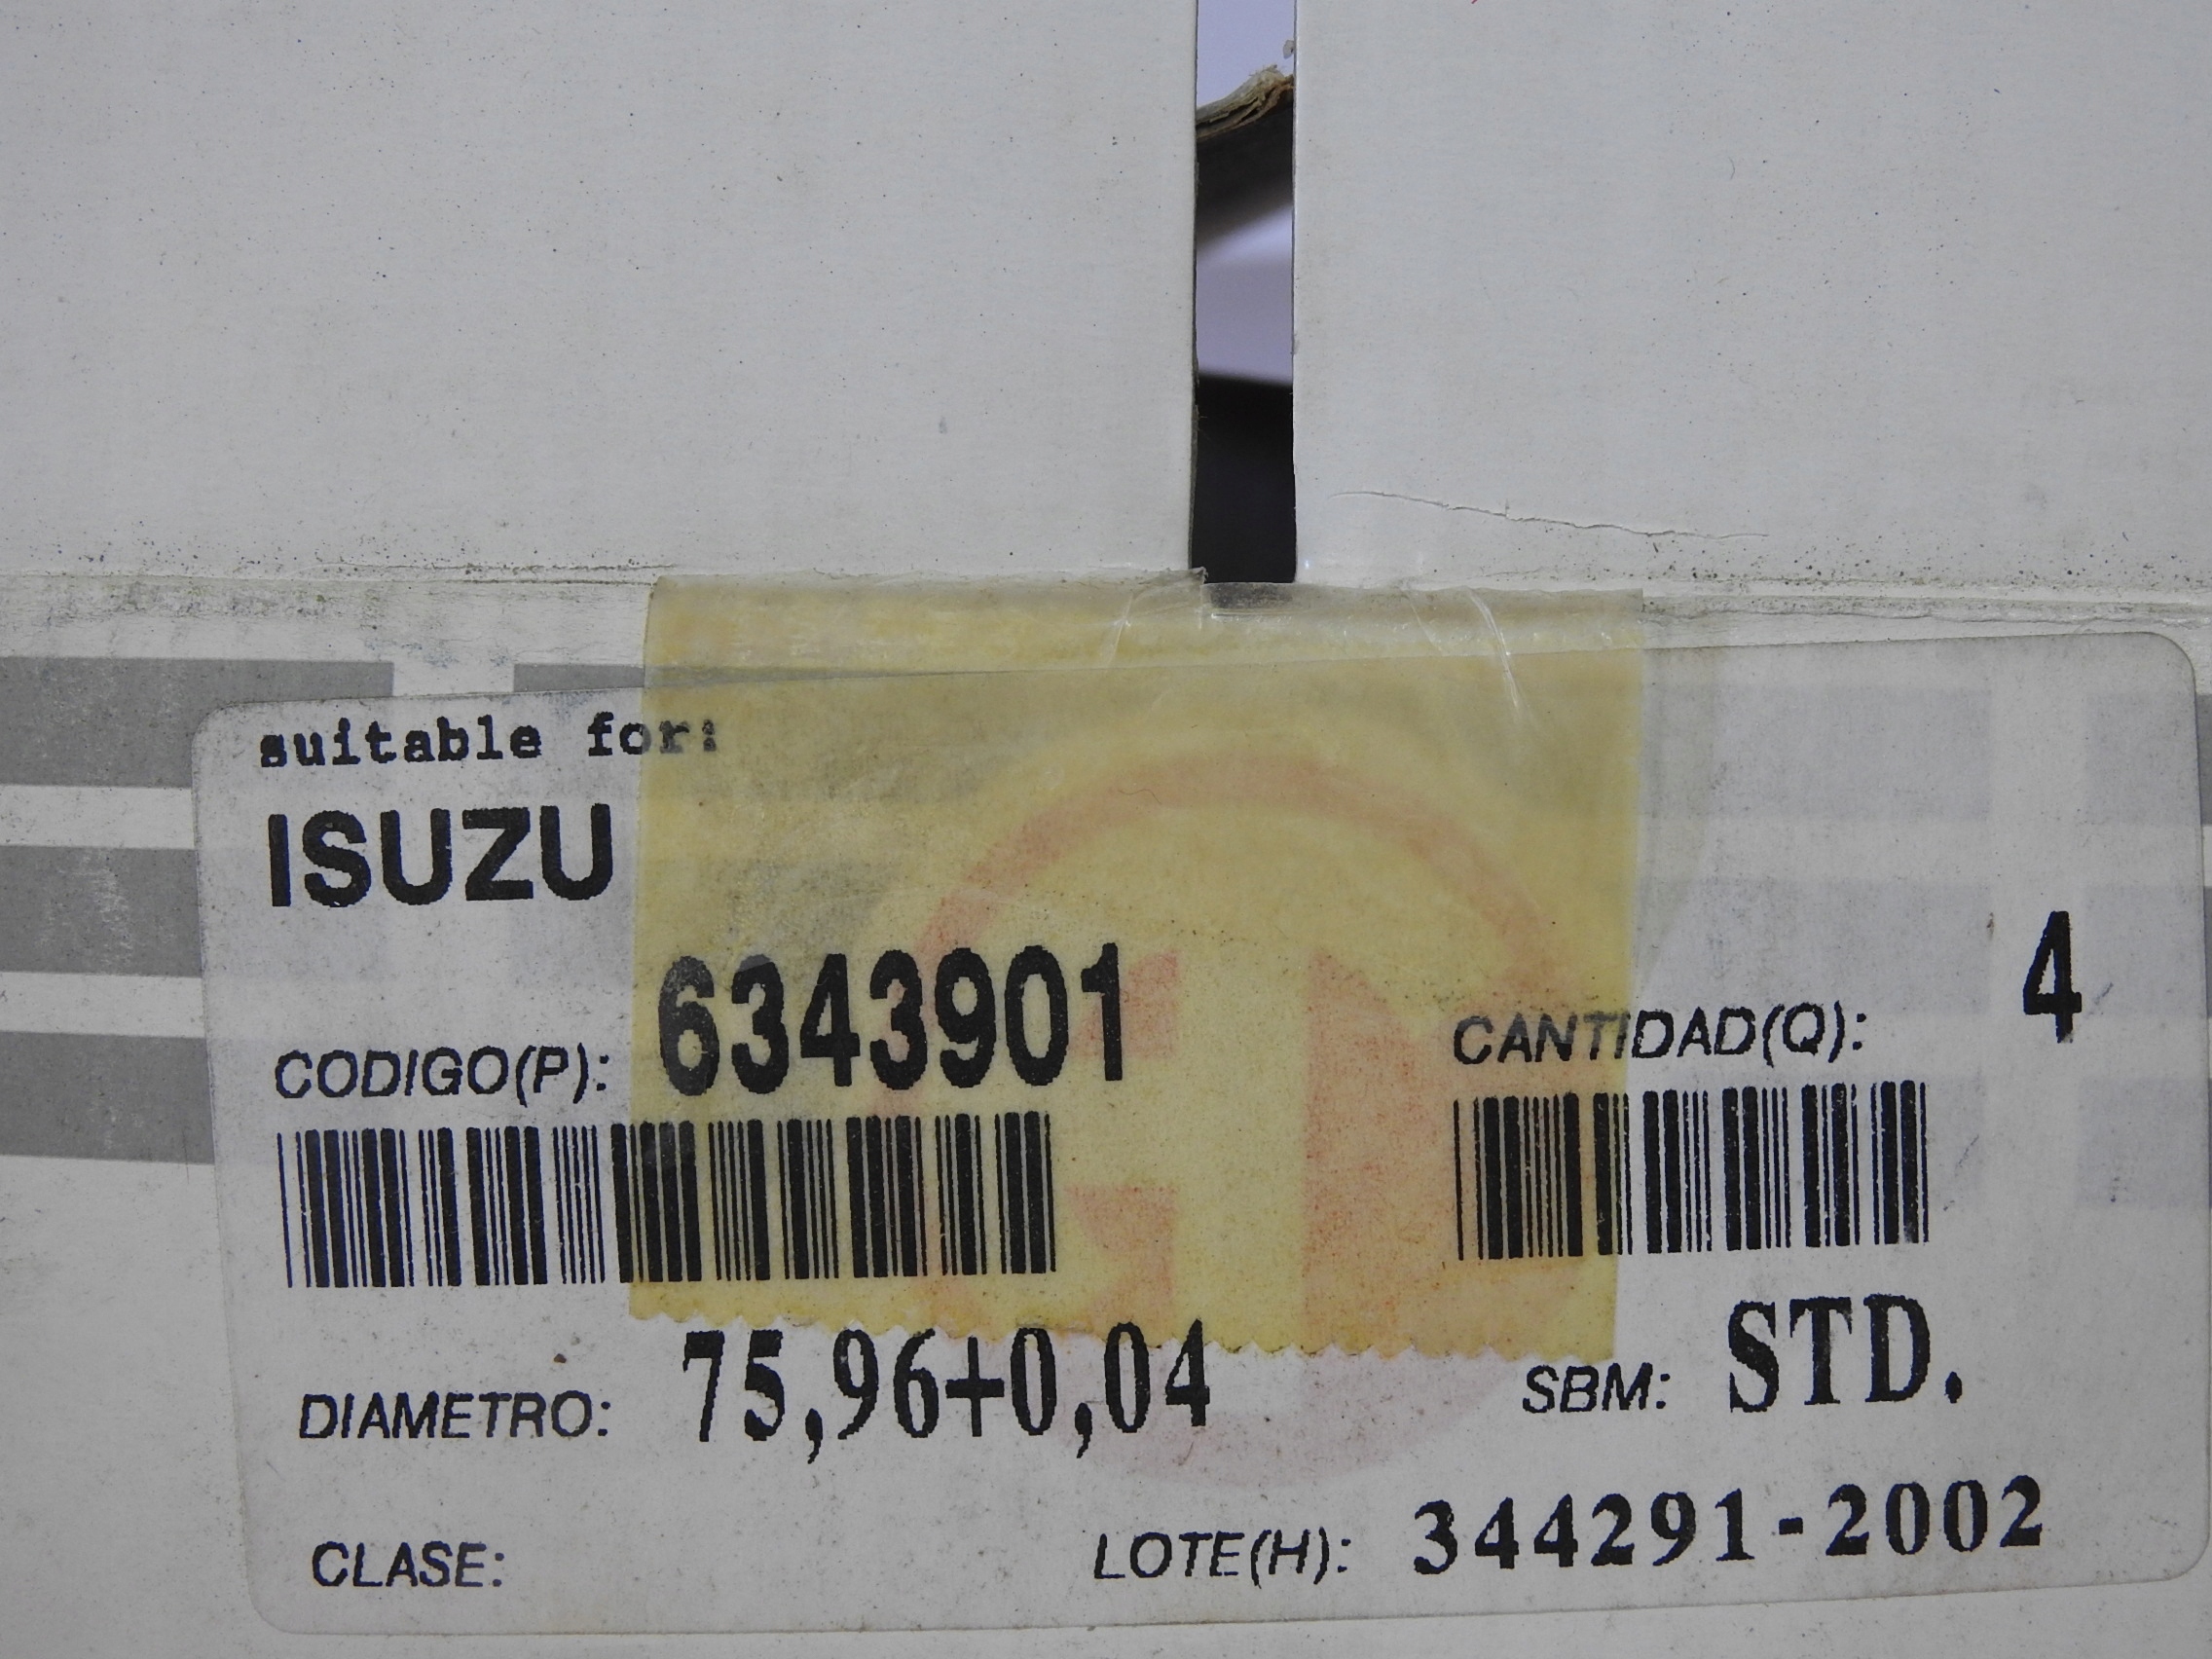 suitable for:
ISUZU
CODIGO(P): 6343901
CANTIDAD(Q): 4
DIAMETRO: 75,96+0,04
SBM: STD.
CLASE:
LOTE(H): 344291-2002